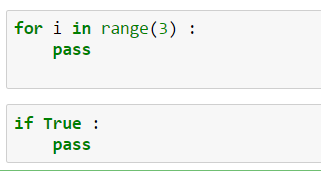 for i in range(3) :
    pass
if True :
    pass